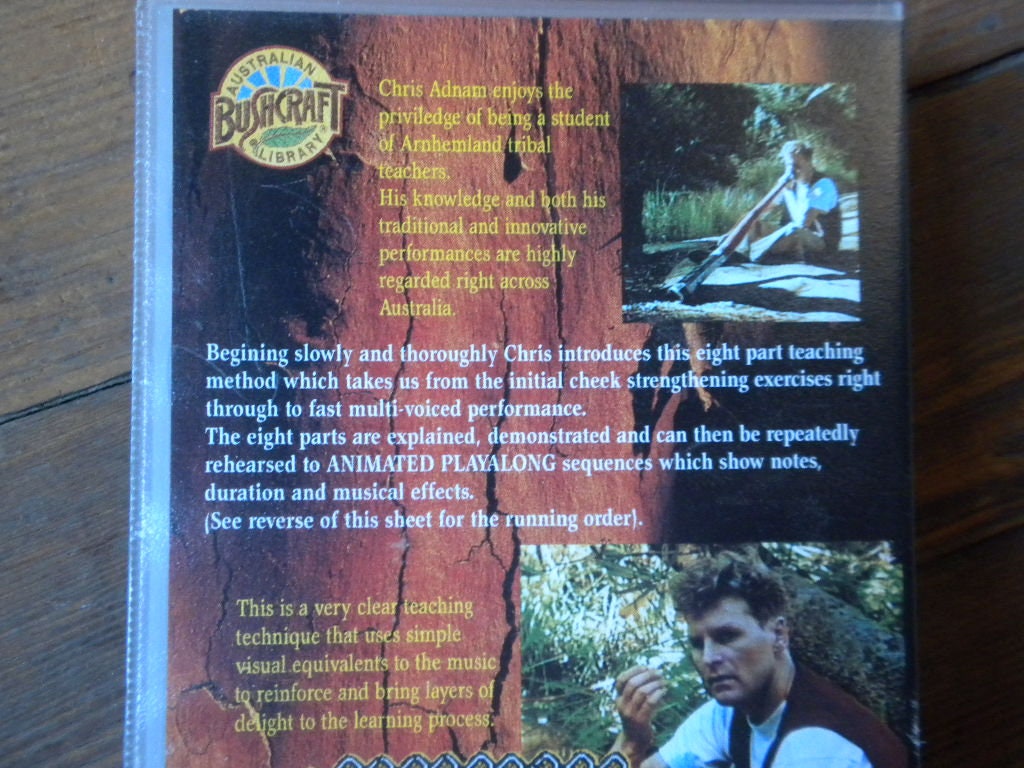 AUSTRALIAN
BUSHCRAFT
LIBRARY
Chris Adnam enjoys the
priviledge of being a student
of Arnhemland tribal
teachers.
His knowledge and both his
traditional and innovative
performances are highly
regarded right across
Australia.
Begining slowly and thoroughly Chris introduces this eight part teaching
method which takes us from the initial cheek strengthening exercises right
through to fast multi-voiced performance.
The eight parts are explained, demonstrated and can then be repeatedly
rehearsed to ANIMATED PLAYALONG sequences which show notes,
duration and musical effects.
(See reverse of this sheet for the running order).
This is a very clear teaching
technique that uses simple
visual equivalents to the music
to reinforce and bring layers of
delight to the learning process.